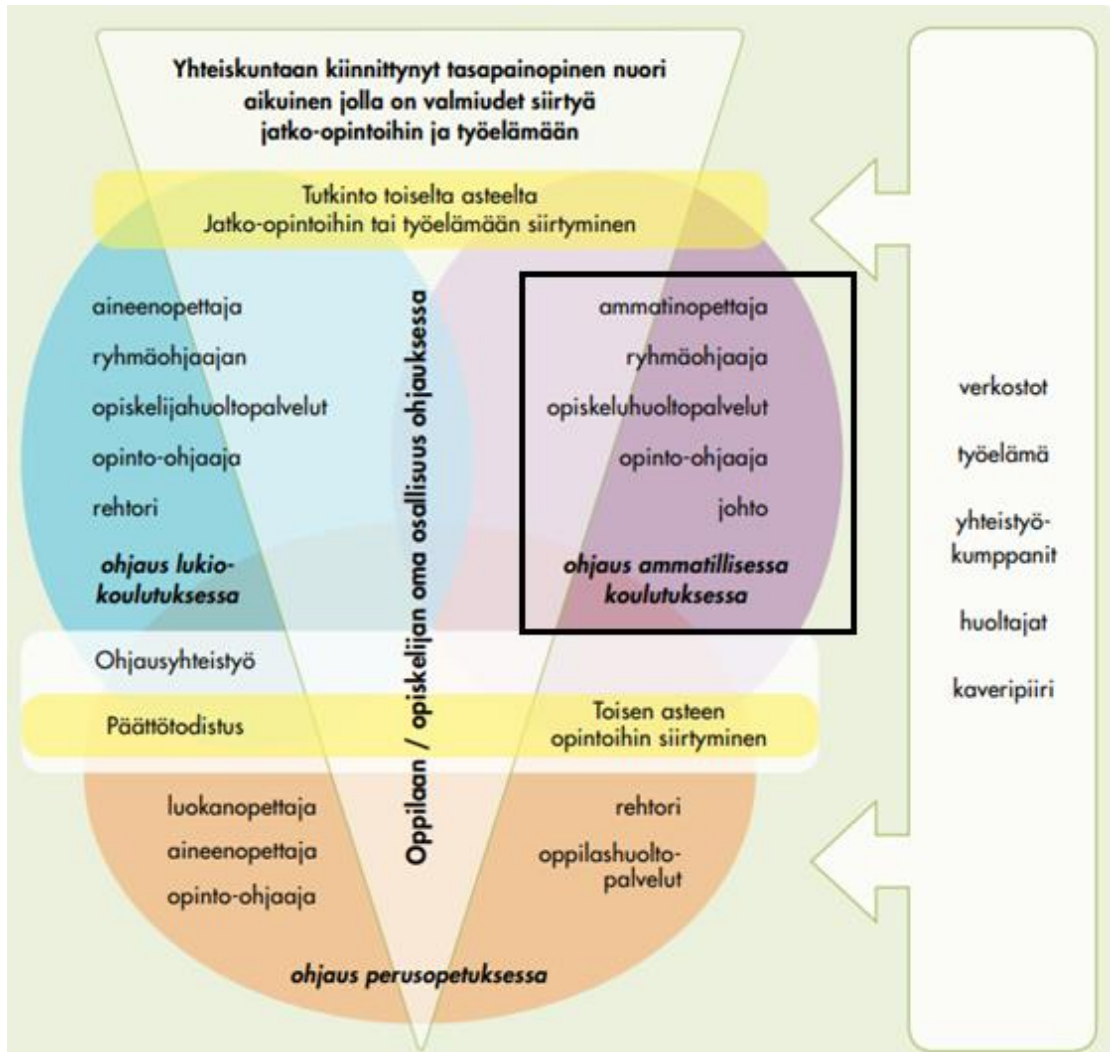 Yhteiskuntaan kiinnittynyt tasapainopinen nuori
aikuinen jolla on valmiudet siirtyä
jatko-opintoihin ja työelämään
Tutkinto toiselta asteelta
Jatko-opintoihin tai työelämään siirtyminen
aineenopettaja
ryhmäohjaajan
opiskelijahuoltopalvelut
opinto-ohjaaja
rehtori
ohjaus lukio-
koulutuksessa
Oppilaan / opiskelijan oma osallisuus ohjauksessa
ammatinopettaja
ryhmäohjaaja
opiskeluhuoltopalvelut
opinto-ohjaaja
johto
ohjaus ammatillisessa
koulutuksessa
Ohjausyhteistyö
Päättötodistus
Toisen asteen
opintoihin siirtyminen
luokanopettaja
aineenopettaja
opinto-ohjaaja
rehtori
oppilashuolto-
palvelut
ohjaus perusopetuksessa
verkostot
työelämä
yhteistyö-
kumppanit
huoltajat
kaveripiiri